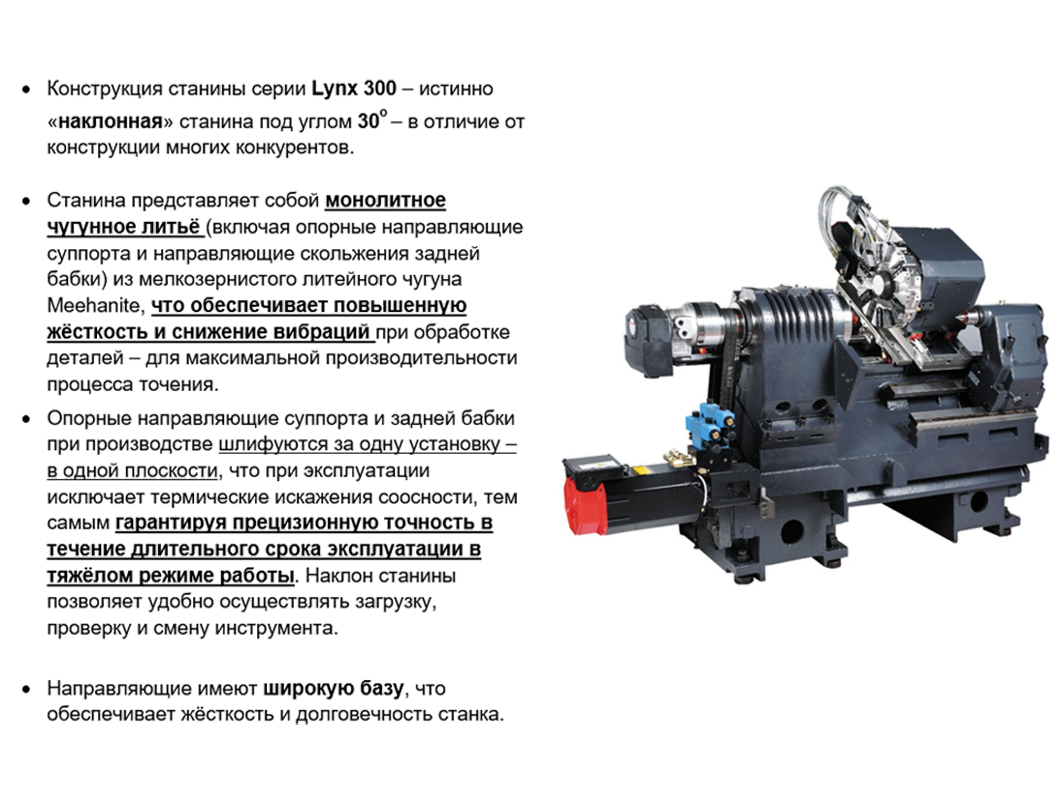 • Конструкция станины серии Lynx 300 – истинно
«наклонная» станина под углом 30° – в отличие от
конструкции многих конкурентов.
• Станина представляет собой монолитное
чугунное литьё (включая опорные направляющие
суппорта и направляющие скольжения задней
бабки) из мелкозернистого литейного чугуна
Meehanite, что обеспечивает повышенную
жёсткость и снижение вибраций при обработке
деталей – для максимальной производительности
процесса точения.
• Опорные направляющие суппорта и задней бабки
при производстве шлифуются за одну установку –
в одной плоскости, что при эксплуатации
исключает термические искажения соосности, тем
самым гарантируя прецизионную точность в
течение длительного срока эксплуатации в
тяжёлом режиме работы. Наклон станины
позволяет удобно осуществлять загрузку,
проверку и смену инструмента.
• Направляющие имеют широкую базу, что
обеспечивает жёсткость и долговечность станка.